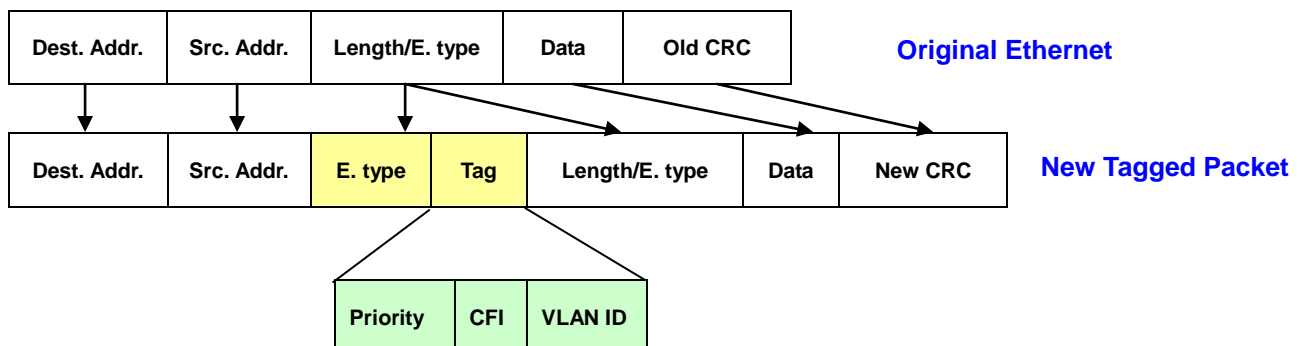 Dest. Addr. Src. Addr. Length/E. type Data Old CRC Original Ethernet
Dest. Addr. Src. Addr. E. type Tag Length/E. type Data New CRC New Tagged Packet
Priority CFI VLAN ID